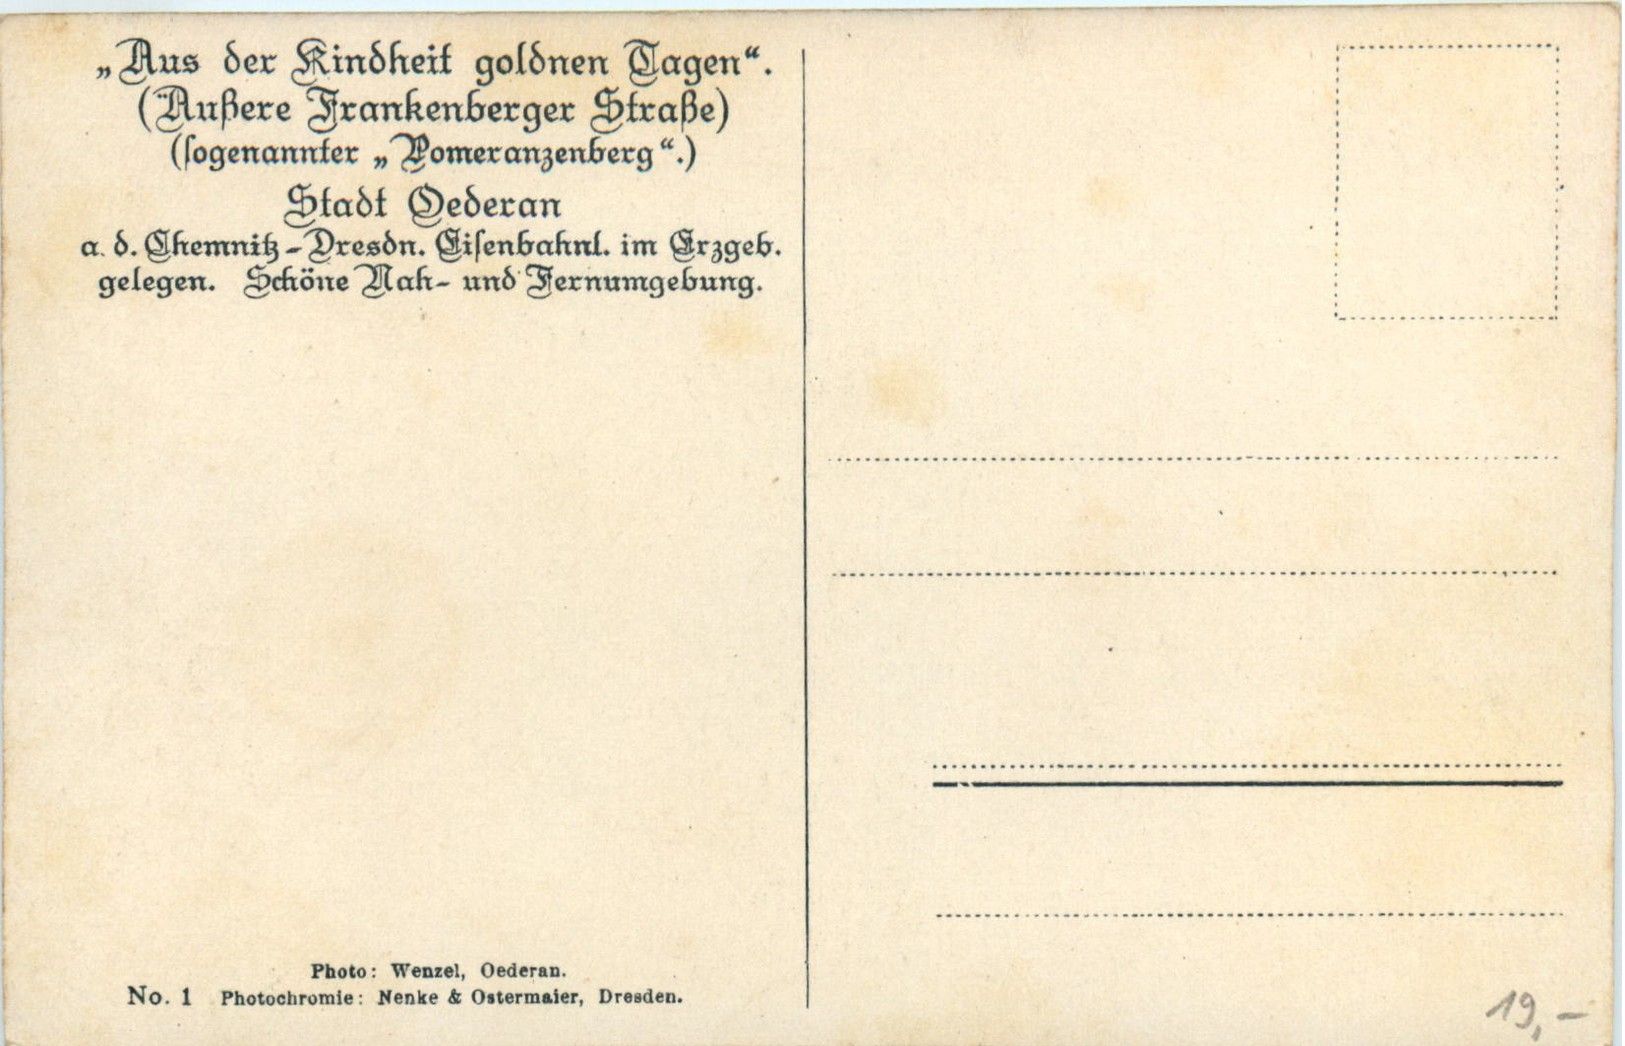 „Aus der Kindheit goldnen Tagen“.
(Äußere Frankenberger Straße)
(sogenannter „Pomeranzenberg“.)
Stadt Oederan
a. d. Chemnitz-Dresdn. Eisenbahnl. im Erzgeb.
gelegen. Schöne Nah- und Fernumgebung.
Photo: Wenzel, Oederan.
No. 1 Photochromie: Nenke & Ostermaier, Dresden.
19,-